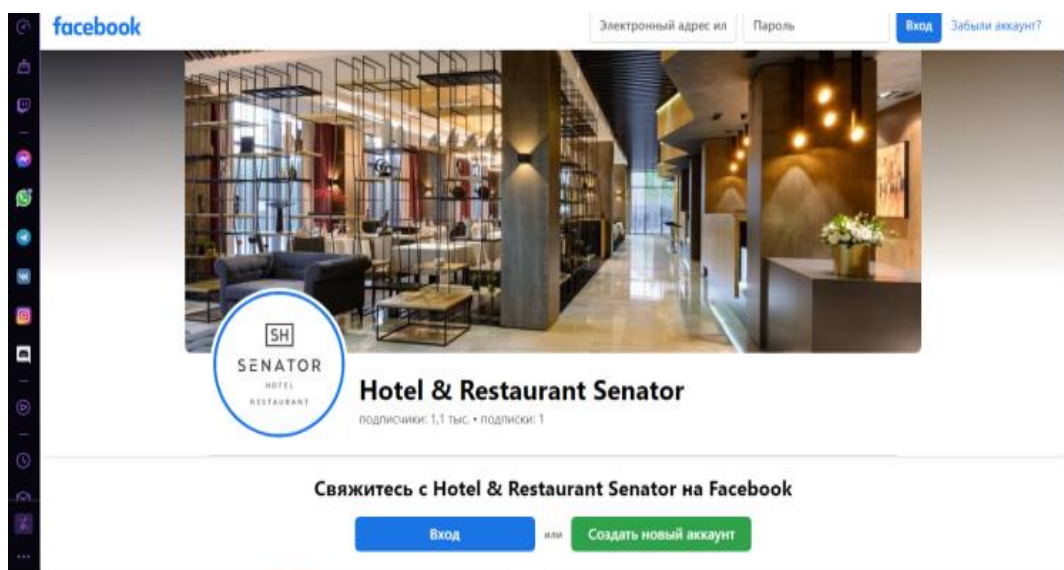 facebook
Электронный адрес ил
Пароль
Вход
Забыли аккаунт?
SH
SENATOR
HOTEL
RESTAURANT
Hotel & Restaurant Senator
подписчики: 1,1 тыс. • подписки: 1
Свяжитесь с Hotel & Restaurant Senator на Facebook
Вход
или
Создать новый аккаунт